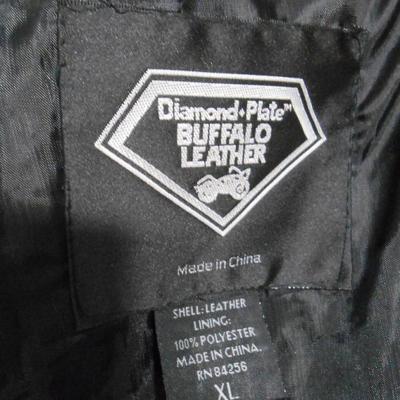 Diamond+Plate™
BUFFALO
LEATHER
Made in China
SHELL: LEATHER
LINING:
100% POLYESTER
MADE IN CHINA.
RN 84256
XL